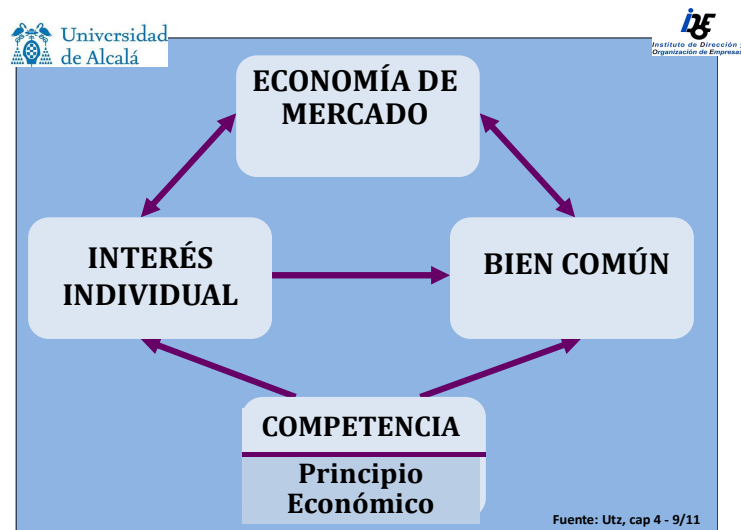 Universidad
de Alcalá
Instituto de Dirección y
Organización de Empresas
ECONOMÍA DE
MERCADO
INTERÉS
INDIVIDUAL
BIEN COMÚN
COMPETENCIA
Principio
Económico
Fuente: Utz, cap 4 - 9/11